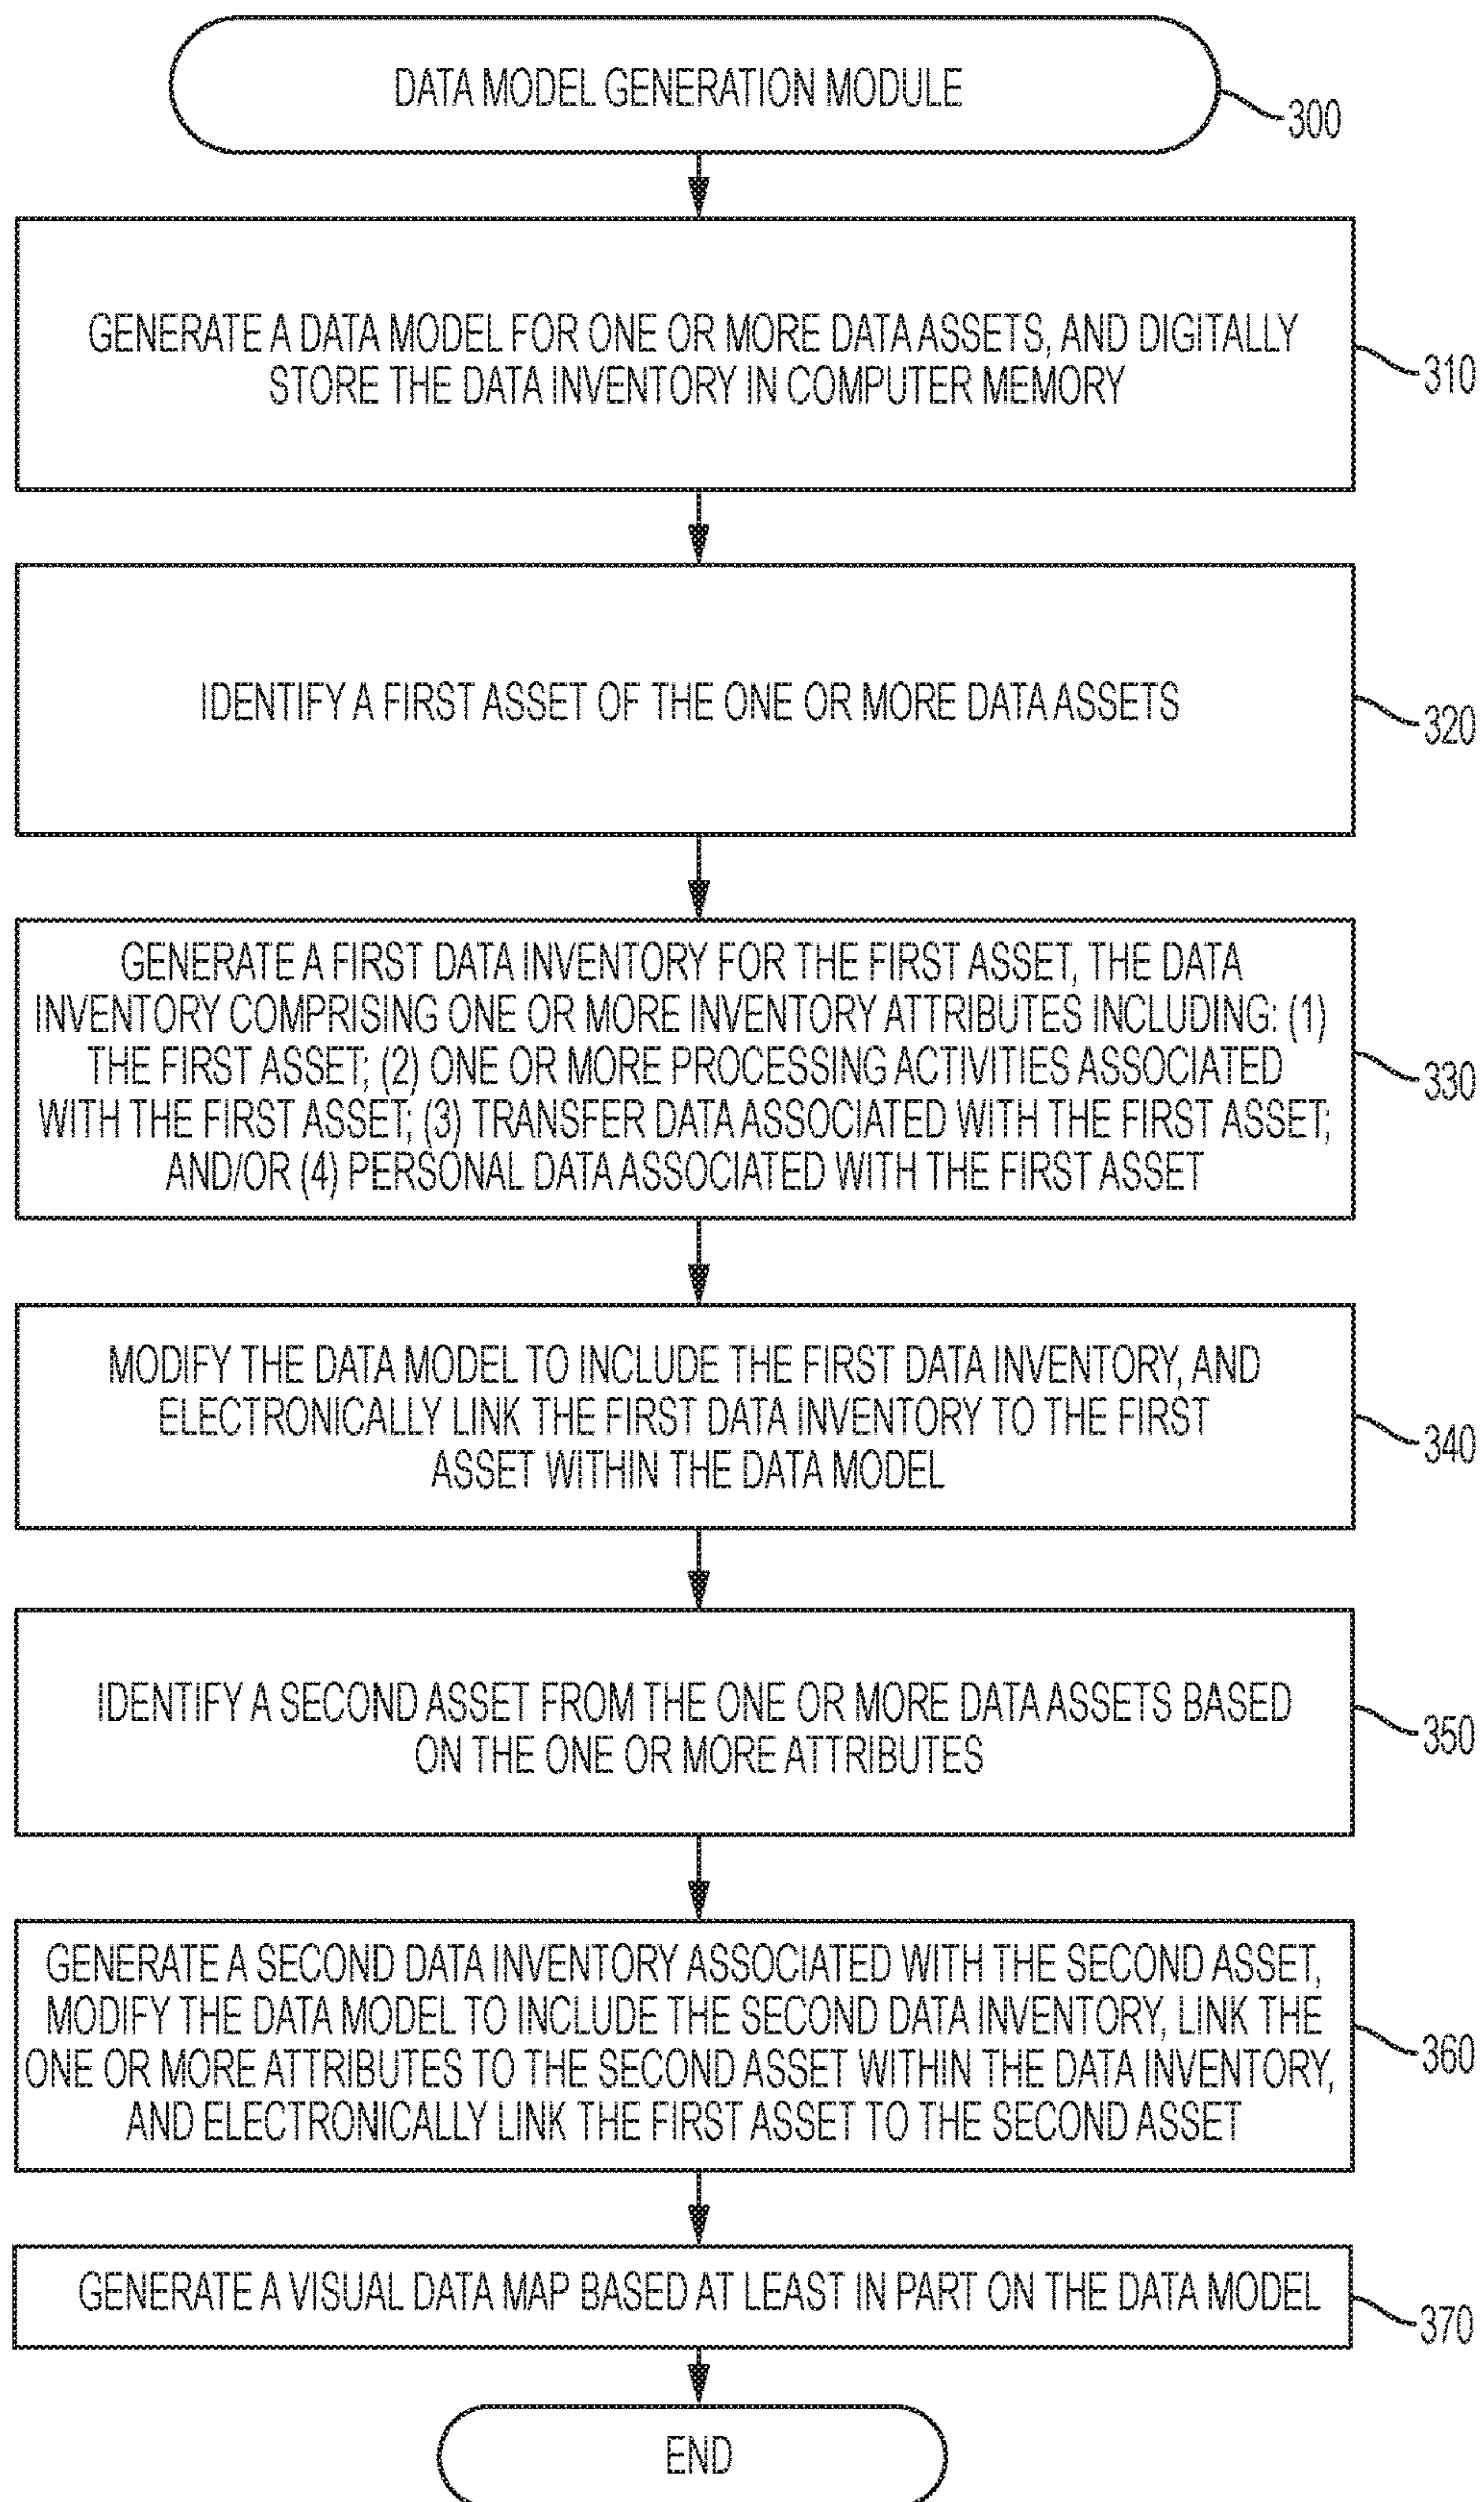 DATA MODEL GENERATION MODULE
300
GENERATE A DATA MODEL FOR ONE OR MORE DATA ASSETS, AND DIGITALLY
STORE THE DATA INVENTORY IN COMPUTER MEMORY
310
IDENTIFY A FIRST ASSET OF THE ONE OR MORE DATA ASSETS
320
GENERATE A FIRST DATA INVENTORY FOR THE FIRST ASSET, THE DATA
INVENTORY COMPRISING ONE OR MORE INVENTORY ATTRIBUTES INCLUDING: (1)
THE FIRST ASSET; (2) ONE OR MORE PROCESSING ACTIVITIES ASSOCIATED
WITH THE FIRST ASSET; (3) TRANSFER DATA ASSOCIATED WITH THE FIRST ASSET;
AND/OR (4) PERSONAL DATA ASSOCIATED WITH THE FIRST ASSET
330
MODIFY THE DATA MODEL TO INCLUDE THE FIRST DATA INVENTORY, AND
ELECTRONICALLY LINK THE FIRST DATA INVENTORY TO THE FIRST
ASSET WITHIN THE DATA MODEL
340
IDENTIFY A SECOND ASSET FROM THE ONE OR MORE DATA ASSETS BASED
ON THE ONE OR MORE ATTRIBUTES
350
GENERATE A SECOND DATA INVENTORY ASSOCIATED WITH THE SECOND ASSET,
MODIFY THE DATA MODEL TO INCLUDE THE SECOND DATA INVENTORY, LINK THE
ONE OR MORE ATTRIBUTES TO THE SECOND ASSET WITHIN THE DATA INVENTORY,
AND ELECTRONICALLY LINK THE FIRST ASSET TO THE SECOND ASSET
360
GENERATE A VISUAL DATA MAP BASED AT LEAST IN PART ON THE DATA MODEL
370
END